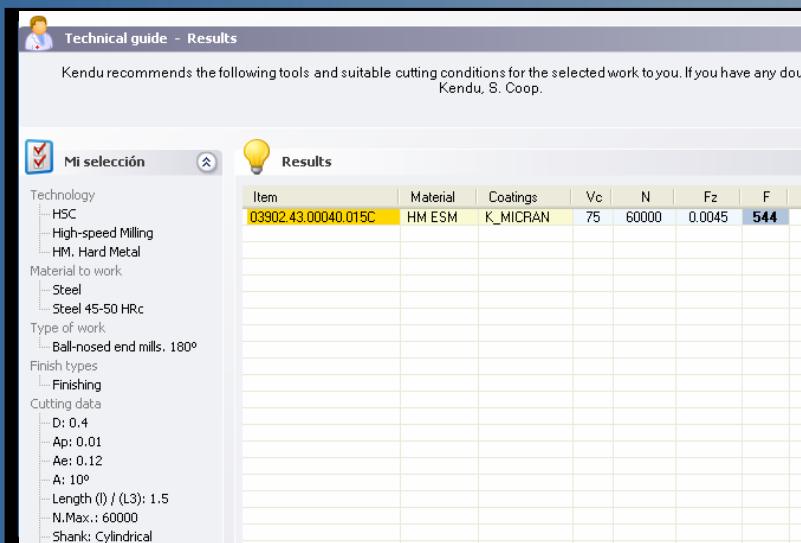 Technical guide - Results
Kendu recommends the following tools and suitable cutting conditions for the selected work to you. If you have any
Kendu, S. Coop.
Mi selección
Technology
HSC
High-speed Milling
HM. Hard Metal
Material to work
Steel
Steel 45-50 HRc
Type of work
Ball-nosed end mills. 180º
Finish types
Finishing
Cutting data
D: 0.4
Ap: 0.01
Ae: 0.12
A: 10º
Length (l) / (L3): 1.5
N.Max.: 60000
Shank: Cylindrical
Results
Item Material Coatings Vc N Fz F
03902.43.00040.015C HM ESM K_MICRAN 75 60000 0.0045 544